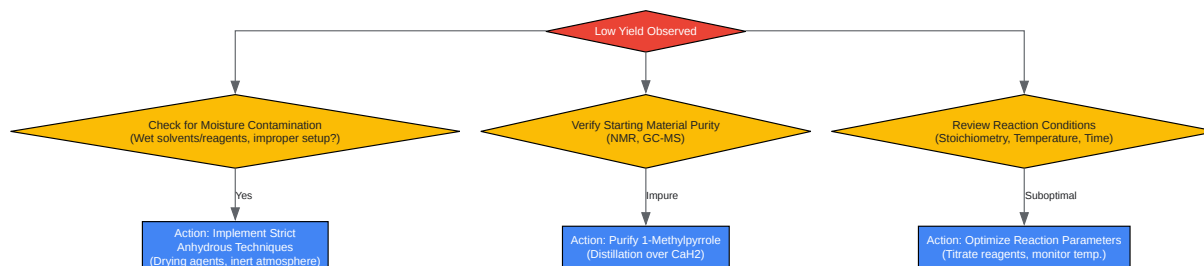 Low Yield Observed
Check for Moisture Contamination
(Wet solvents/reagents, improper setup?)
Verify Starting Material Purity
(NMR, GC-MS)
Review Reaction Conditions
(Stoichiometry, Temperature, Time)
Yes
Impure
Suboptimal
Action: Implement Strict
Anhydrous Techniques
(Drying agents, inert atmosphere)
Action: Purify 1-Methylpyrrole
(Distillation over CaH2)
Action: Optimize Reaction Parameters
(Titrate reagents, monitor temp.)